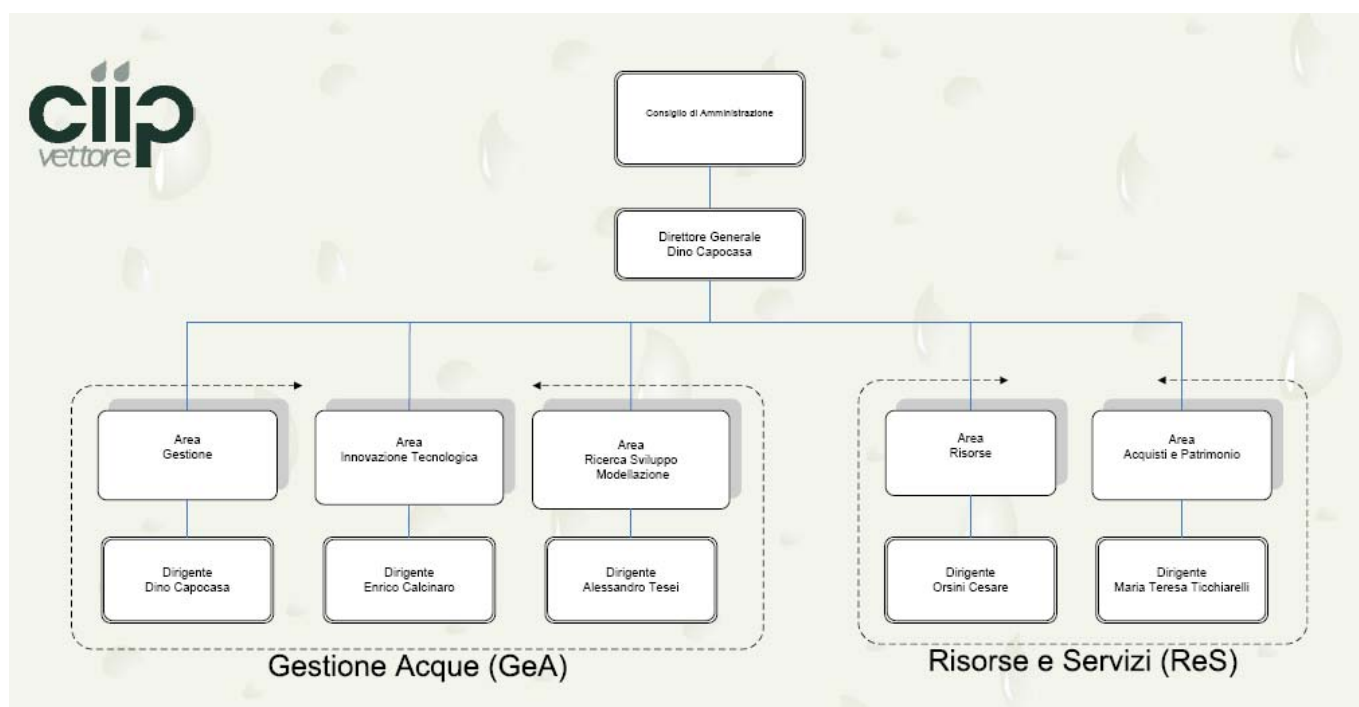 ciip
vettore
Consiglio di Amministrazione
Direttore Generale
Dino Capocasa
Area
Gestione
Area
Innovazione Tecnologica
Area
Ricerca Sviluppo
Modellazione
Area
Risorse
Area
Acquisti e Patrimonio
Dirigente
Dino Capocasa
Dirigente
Enrico Calcinaro
Dirigente
Alessandro Tesei
Dirigente
Orsini Cesare
Dirigente
Maria Teresa Ticchiarelli
Gestione Acque (GeA)
Risorse e Servizi (ReS)